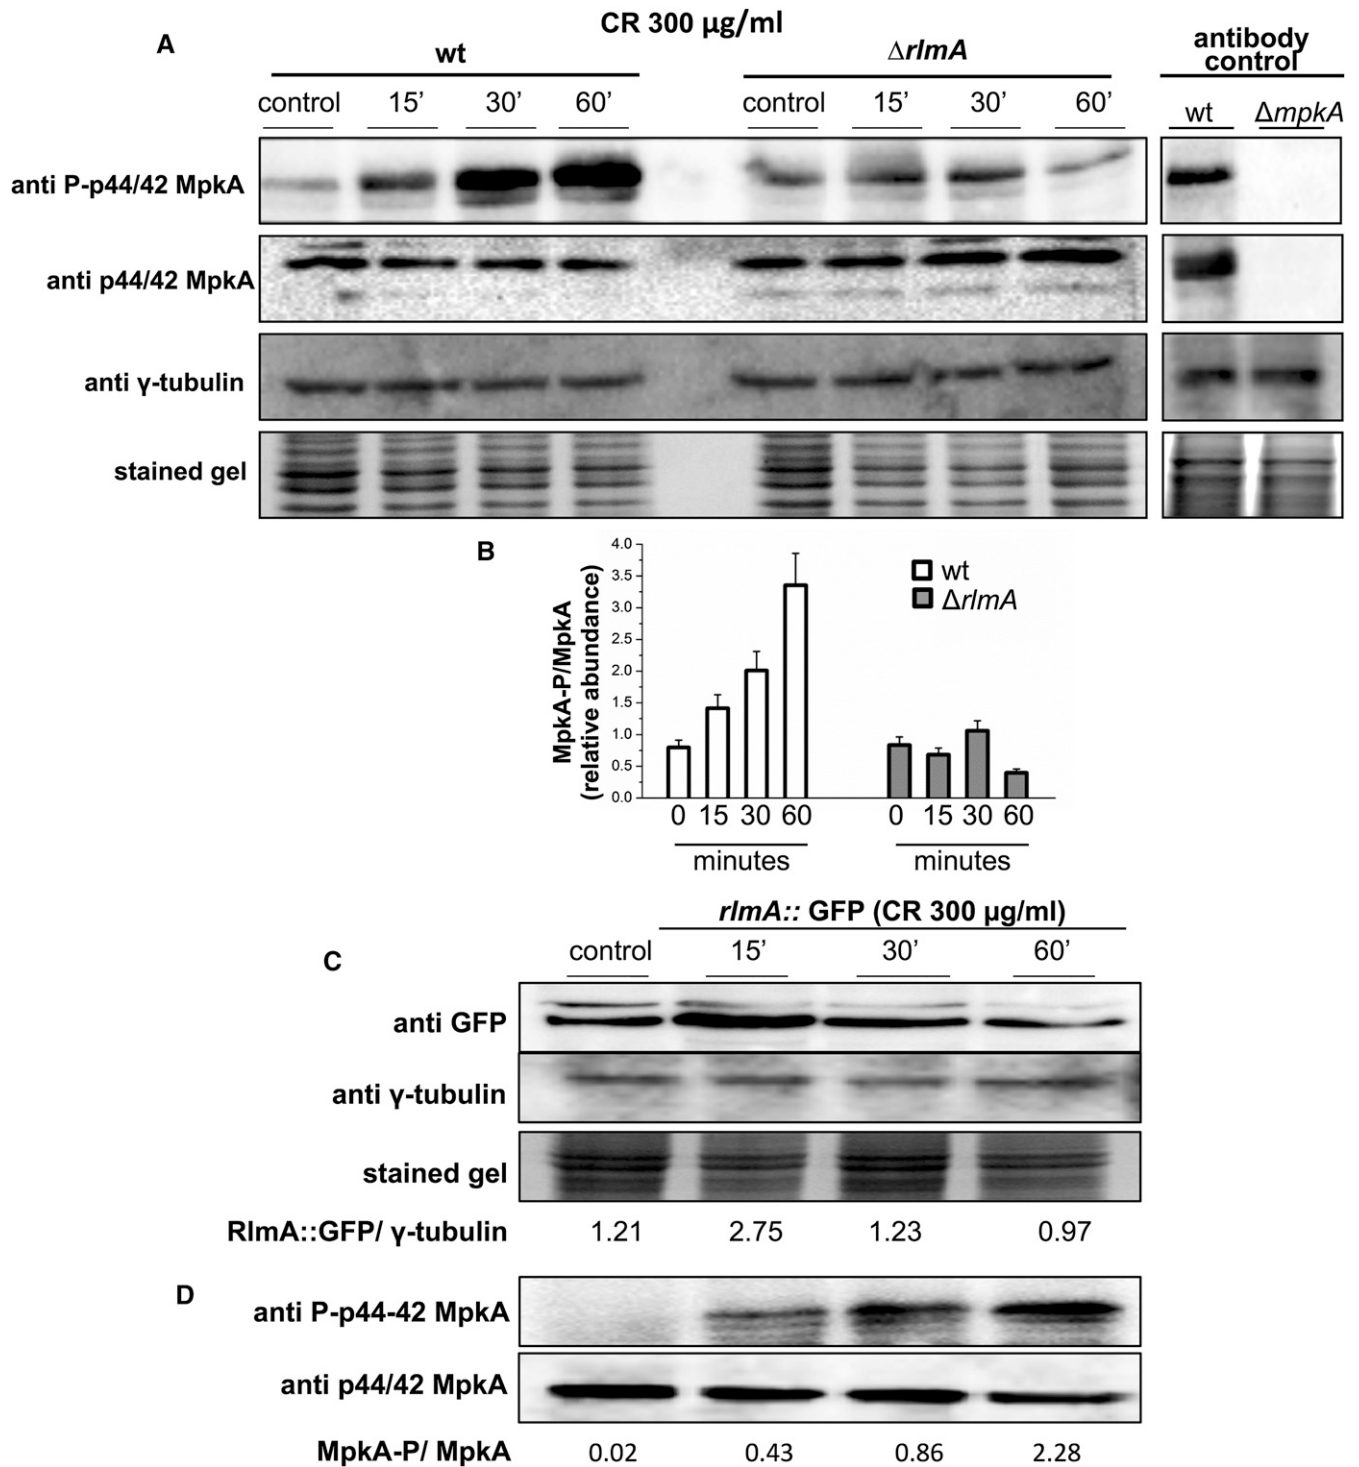 A
CR 300 µg/ml
wt
ΔrlmA
antibody control
control 15’ 30’ 60’ control 15’ 30’ 60’ wt ΔmpkA
anti P-p44/42 MpkA
anti p44/42 MpkA
anti γ-tubulin
stained gel
B
MpkA-P/MpkA
(relative abundance)
4.0
3.5
3.0
2.5
2.0
1.5
1.0
0.5
0.0
wt
ΔrlmA
0 15 30 60 0 15 30 60
minutes minutes
rlmA:: GFP (CR 300 µg/ml)
C
control 15’ 30’ 60’
anti GFP
anti γ-tubulin
stained gel
RlmA::GFP/ γ-tubulin 1.21 2.75 1.23 0.97
D
anti P-p44-42 MpkA
anti p44/42 MpkA
MpkA-P/ MpkA 0.02 0.43 0.86 2.28